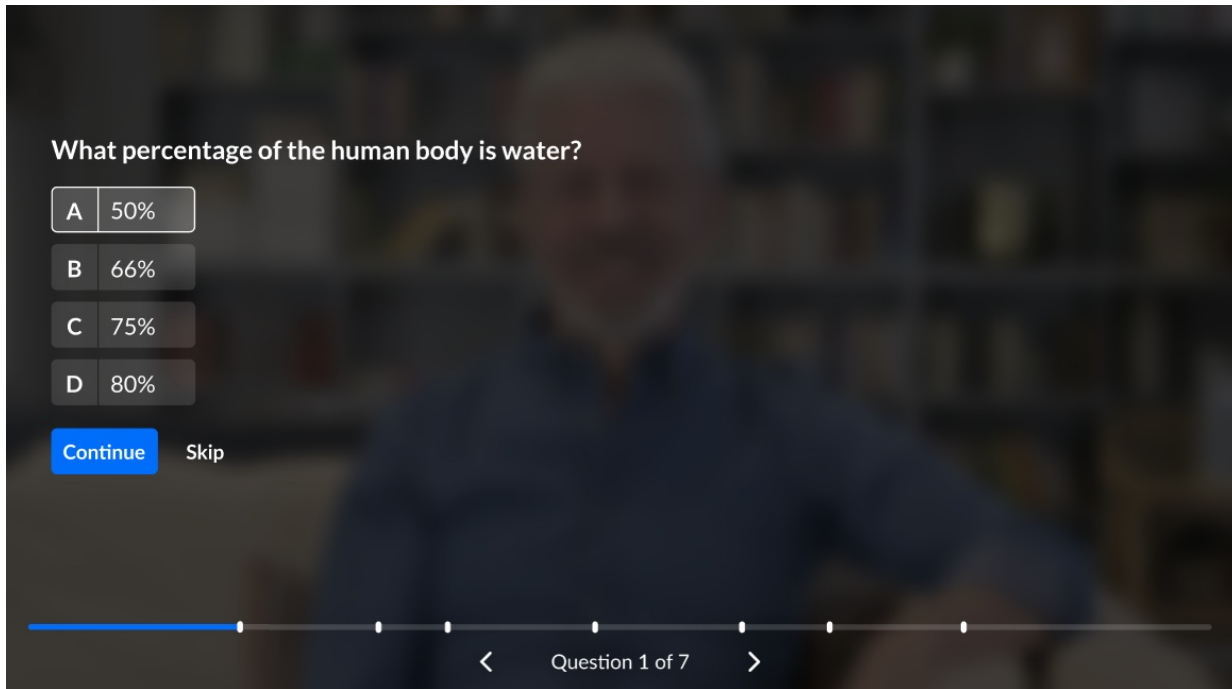 What percentage of the human body is water?
A 50%
B 66%
C 75%
D 80%
Continue Skip
Question 1 of 7